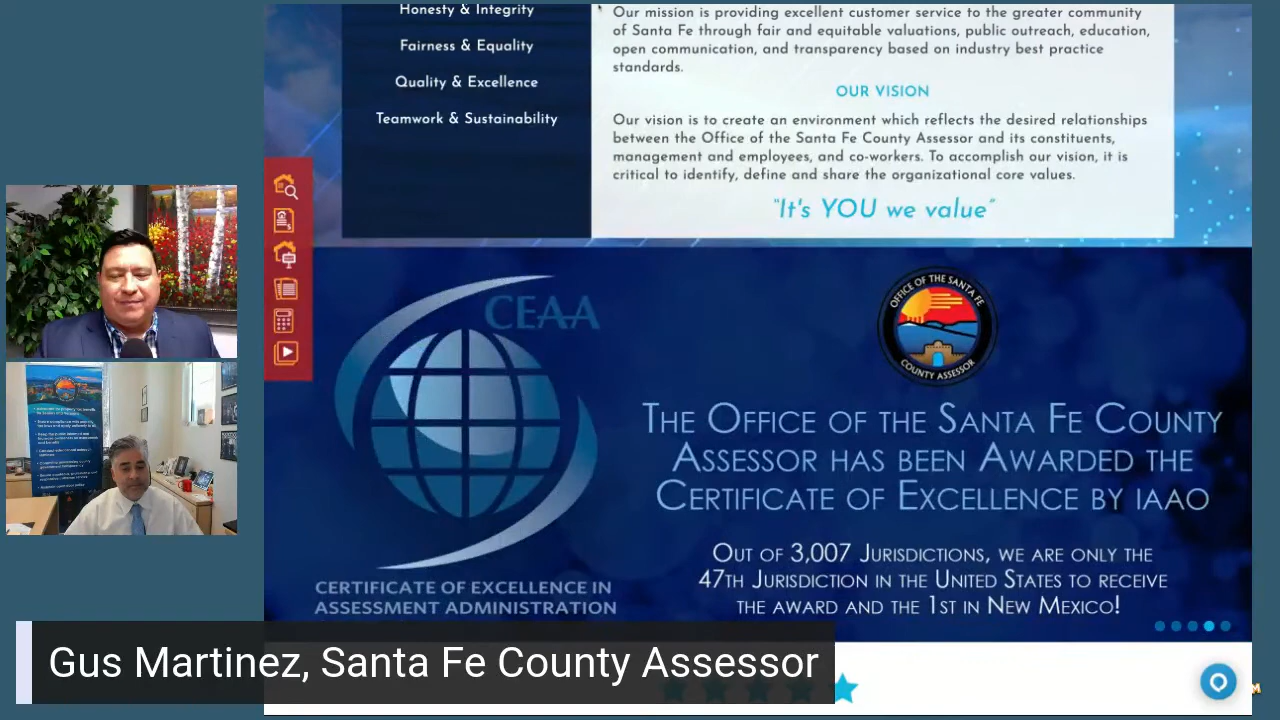 Honesty & Integrity
Fairness & Equality
Quality & Excellence
Teamwork & Sustainability
Our mission is providing excellent customer service to the greater community
of Santa Fe through fair and equitable valuations, public outreach, education,
open communication, and transparency based on industry best practice
standards.
OUR VISION
Our vision is to create an environment which reflects the desired relationships
between the Office of the Santa Fe County Assessor and its constituents,
management and employees, and co-workers. To accomplish our vision, it is
critical to identify, define and share the organizational core values.
"It's YOU we value"
CEAA
CERTIFICATE OF EXCELLENCE IN
ASSESSMENT ADMINISTRATION
OFFICE OF THE SANTA FE
COUNTY ASSESSOR
The Office of the Santa Fe County
Assessor has been Awarded the
Certificate of Excellence by IAAO
Out of 3,007 Jurisdictions, we are only the
47th Jurisdiction in the United States to receive
the award and the 1st in New Mexico!
Gus Martinez, Santa Fe County Assessor